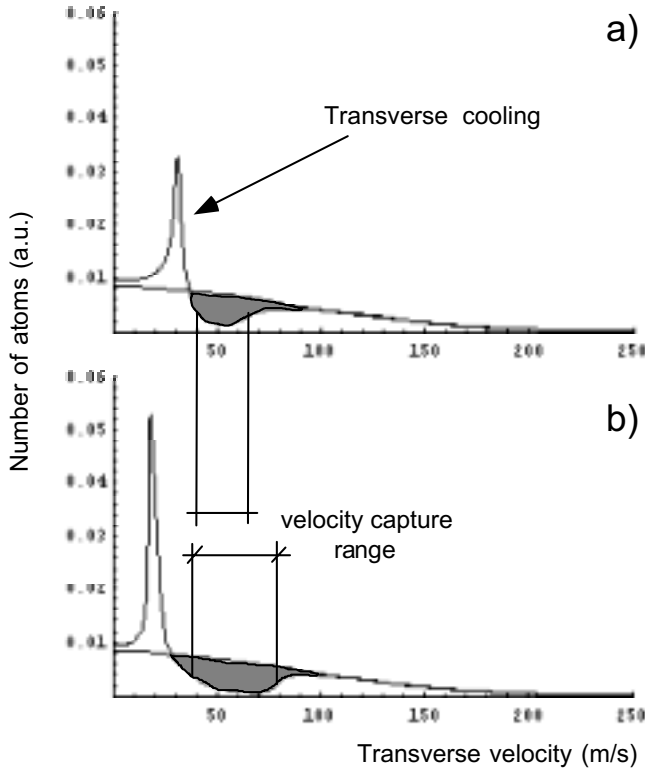 a)
0.06
0.05
0.04
0.03
0.02
0.01
Transverse cooling
50 100 150 200 250
Number of atoms (a.u.)
b)
0.06
0.05
0.04
0.03
0.02
0.01
velocity capture
range
50 100 150 200 250
Transverse velocity (m/s)